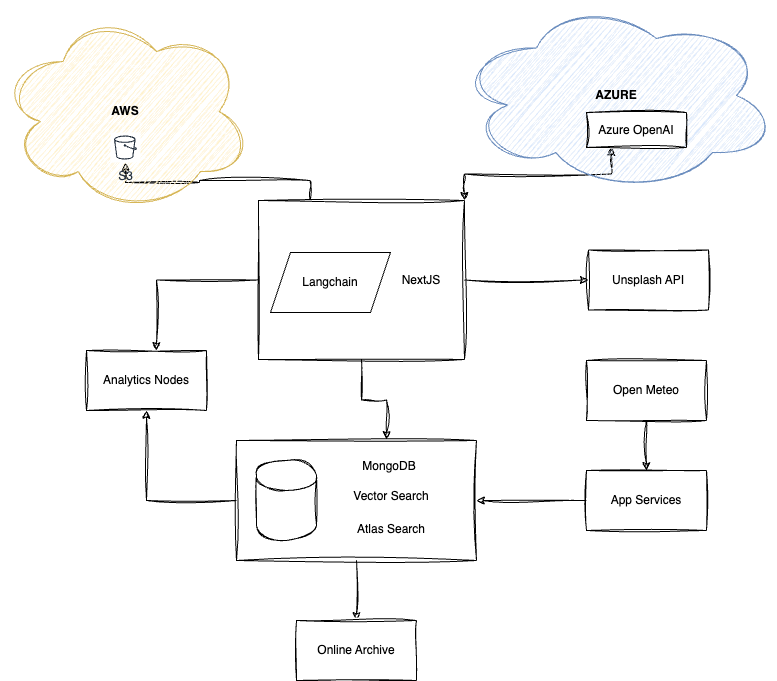 AZURE
AWS
Azure OpenAI
S3
Langchain
NextJS
Unsplash API
Analytics Nodes
Open Meteo
MongoDB
Vector Search
App Services
Atlas Search
Online Archive